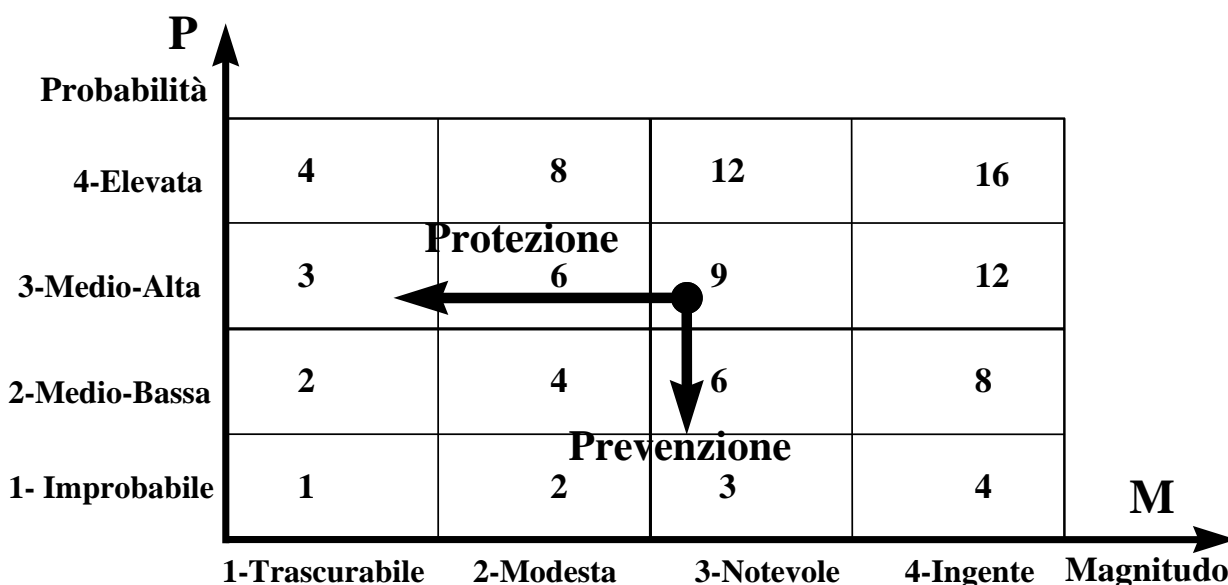 P
Probabilità
4-Elevata 4 8 12 16
Protezione
3-Medio-Alta 3 6 9 12
2-Medio-Bassa 2 4 6 8
Prevenzione
1- Improbabile 1 2 3 4
M
1-Trascurabile 2-Modesta 3-Notevole 4-Ingente Magnitudo